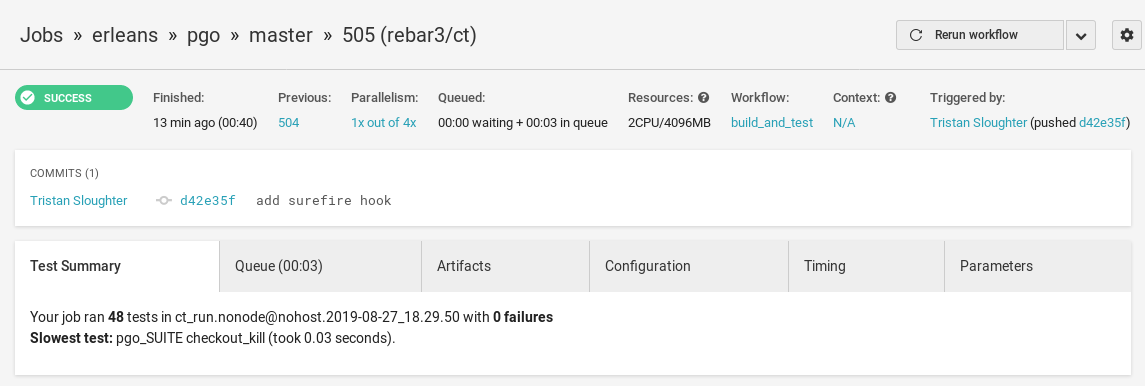 Jobs » erleans » pgo » master » 505 (rebar3/ct)
Rerun workflow
SUCCESS
Finished: Previous: Parallelism: Queued: Resources: Workflow: Context: Triggered by:
13 min ago (00:40) 504 1x out of 4x 00:00 waiting + 00:03 in queue 2CPU/4096MB build_and_test N/A Tristan Sloughter (pushed d42e35f)
COMMITS (1)
Tristan Sloughter d42e35f add surefire hook
Test Summary Queue (00:03) Artifacts Configuration Timing Parameters
Your job ran 48 tests in ct_run.nonode@nohost.2019-08-27_18.29.50 with 0 failures
Slowest test: pgo_SUITE checkout_kill (took 0.03 seconds).